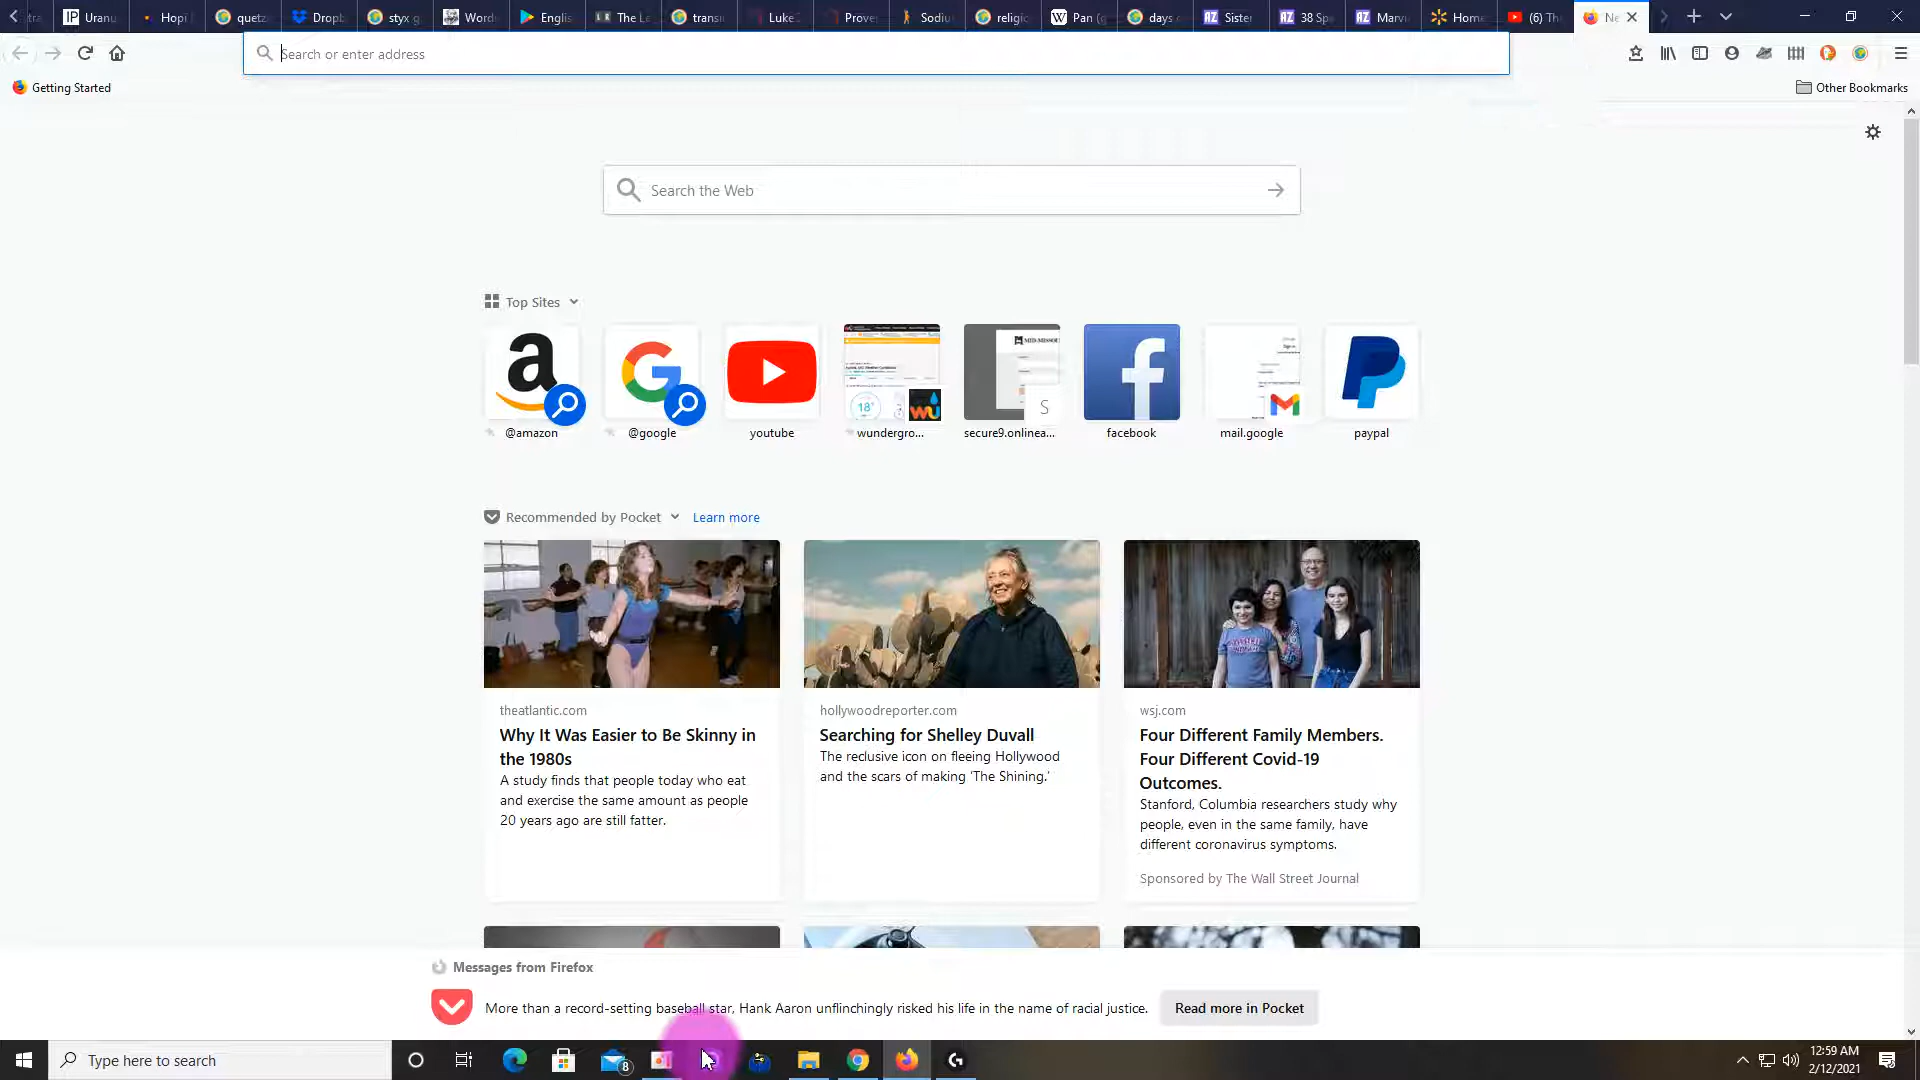 Uranu
Hopi
quetz
Dropb
styx g
Word
Englis
The Le
transi
Luke
Prove
Sodiu
religio
Pan (g
days
Sister
38 Sp
Marvi
Home
(6) Th
Ne
Search or enter address
Getting Started
Other Bookmarks
Search the Web
Top Sites
18°
S
@amazon
@google
youtube
wundergro...
secure9.onlinea...
facebook
mail.google
paypal
Recommended by Pocket
Learn more
theatlantic.com
Why It Was Easier to Be Skinny in
the 1980s
A study finds that people today who eat
and exercise the same amount as people
20 years ago are still fatter.
hollywoodreporter.com
Searching for Shelley Duvall
The reclusive icon on fleeing Hollywood
and the scars of making ‘The Shining.’
wsj.com
Four Different Family Members.
Four Different Covid-19
Outcomes.
Stanford, Columbia researchers study why
people, even in the same family, have
different coronavirus symptoms.
Sponsored by The Wall Street Journal
Messages from Firefox
More than a record-setting baseball star, Hank Aaron unflinchingly risked his life in the name of racial justice.
Read more in Pocket
Type here to search
8
12:59 AM
2/12/2021